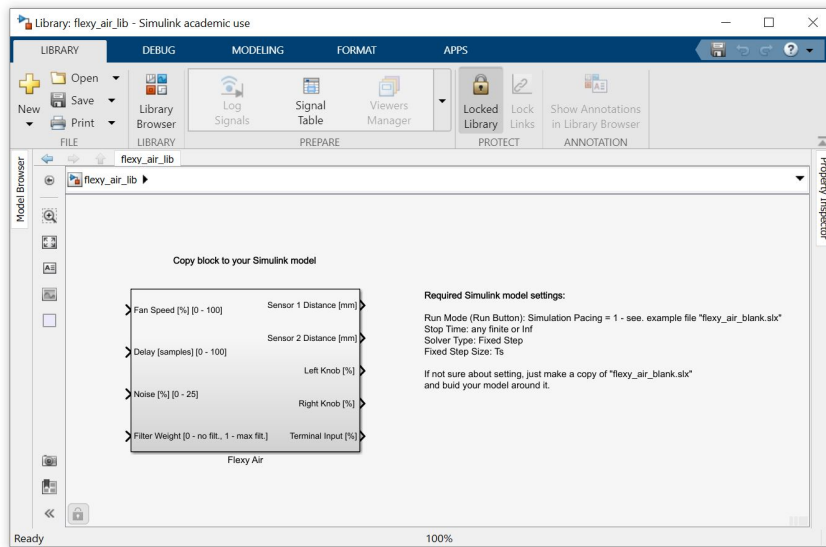 Library: flexy_air_lib - Simulink academic use
LIBRARY DEBUG MODELING FORMAT APPS
New
Open
Save
Print
FILE
Library
Browser
LIBRARY
Log
Signals
Signal
Table
Viewers
Manager
PREPARE
Locked
Library
Lock
Links
PROTECT
Show Annotations
in Library Browser
ANNOTATION
Model Browser
flexy_air_lib
flexy_air_lib
Property Inspector
Copy block to your Simulink model
Fan Speed [%] [0 - 100]
Delay [samples] [0 - 100]
Noise [%] [0 - 25]
Filter Weight [0 - no filt., 1 - max filt.]
Sensor 1 Distance [mm]
Sensor 2 Distance [mm]
Left Knob [%]
Right Knob [%]
Terminal Input [%]
Flexy Air
Required Simulink model settings:
Run Mode (Run Button): Simulation Pacing = 1 - see. example file "flexy_air_blank.slx"
Stop Time: any finite or Inf
Solver Type: Fixed Step
Fixed Step Size: Ts
If not sure about setting, just make a copy of "flexy_air_blank.slx"
and buid your model around it.
Ready
100%